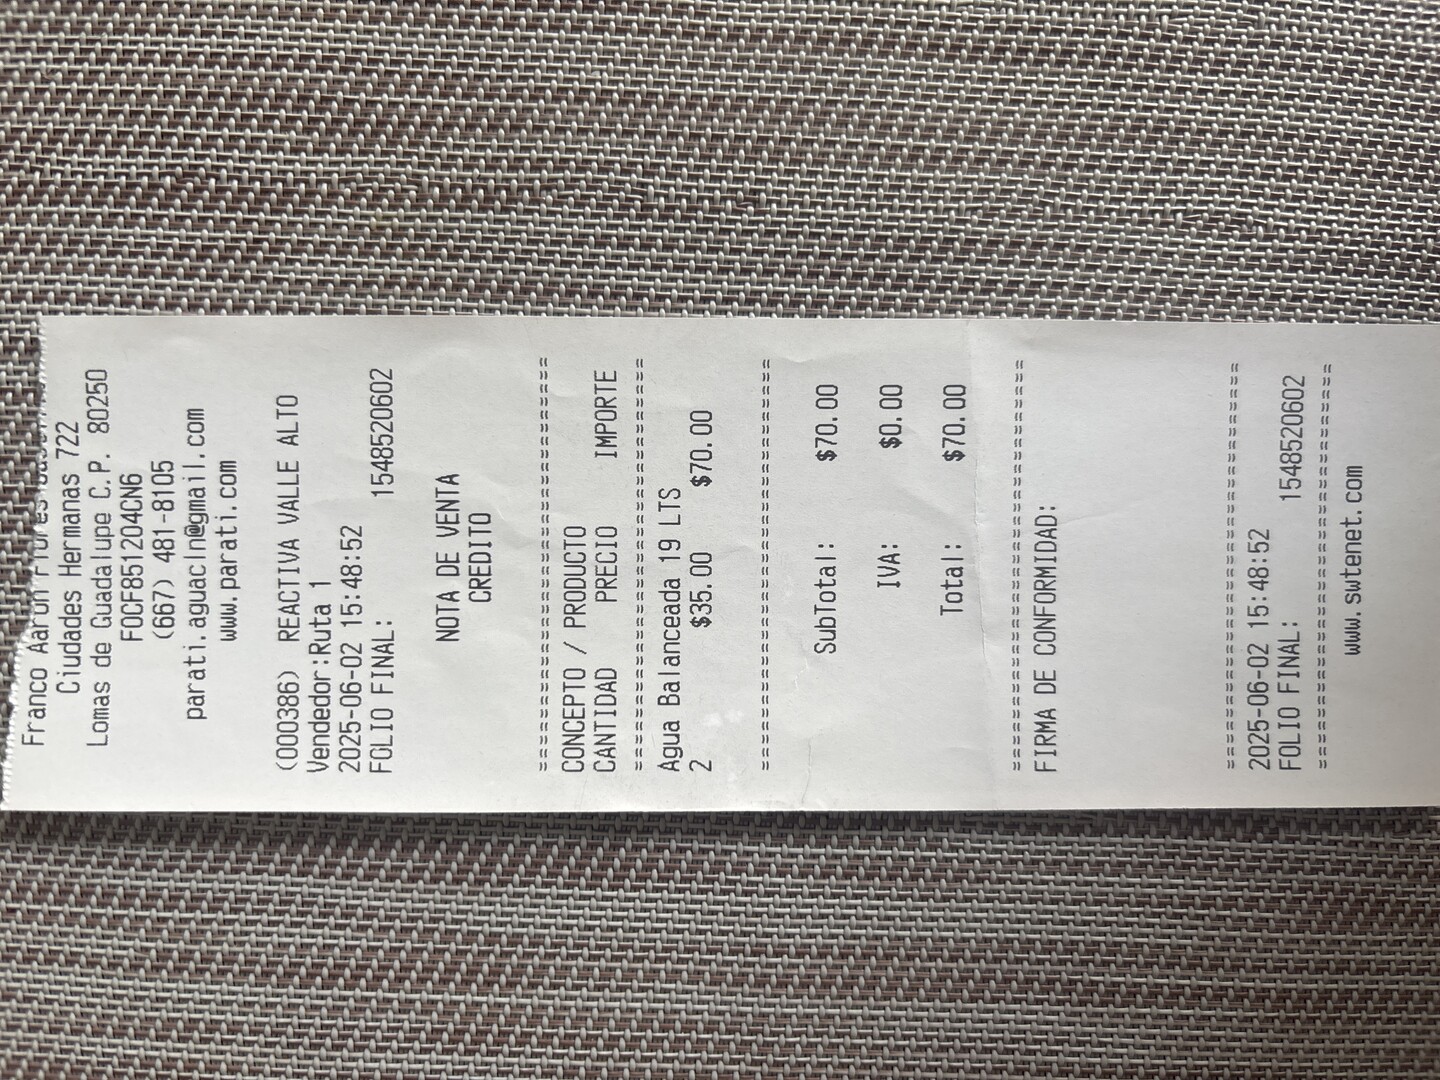 Franco Aarón Flores
Ciudades Hermanas 722
Lomas de Guadalupe C.P. 80250
FOCF851204CN6
(667) 481-8105
parati.aguacln@gmail.com
www.parati.com
(000386) REACTIVA VALLE ALTO
Vendedor:Ruta 1
2025-06-02 15:48:52
FOLIO FINAL: 1548520602
NOTA DE VENTA
CREDITO
================================
CONCEPTO / PRODUCTO
CANTIDAD PRECIO IMPORTE
================================
Agua Balanceada 19 LTS
2 $35.00 $70.00
================================
SubTotal: $70.00
IVA: $0.00
Total: $70.00
================================
FIRMA DE CONFORMIDAD:
================================
2025-06-02 15:48:52
FOLIO FINAL: 1548520602
================================
www.swtenet.com